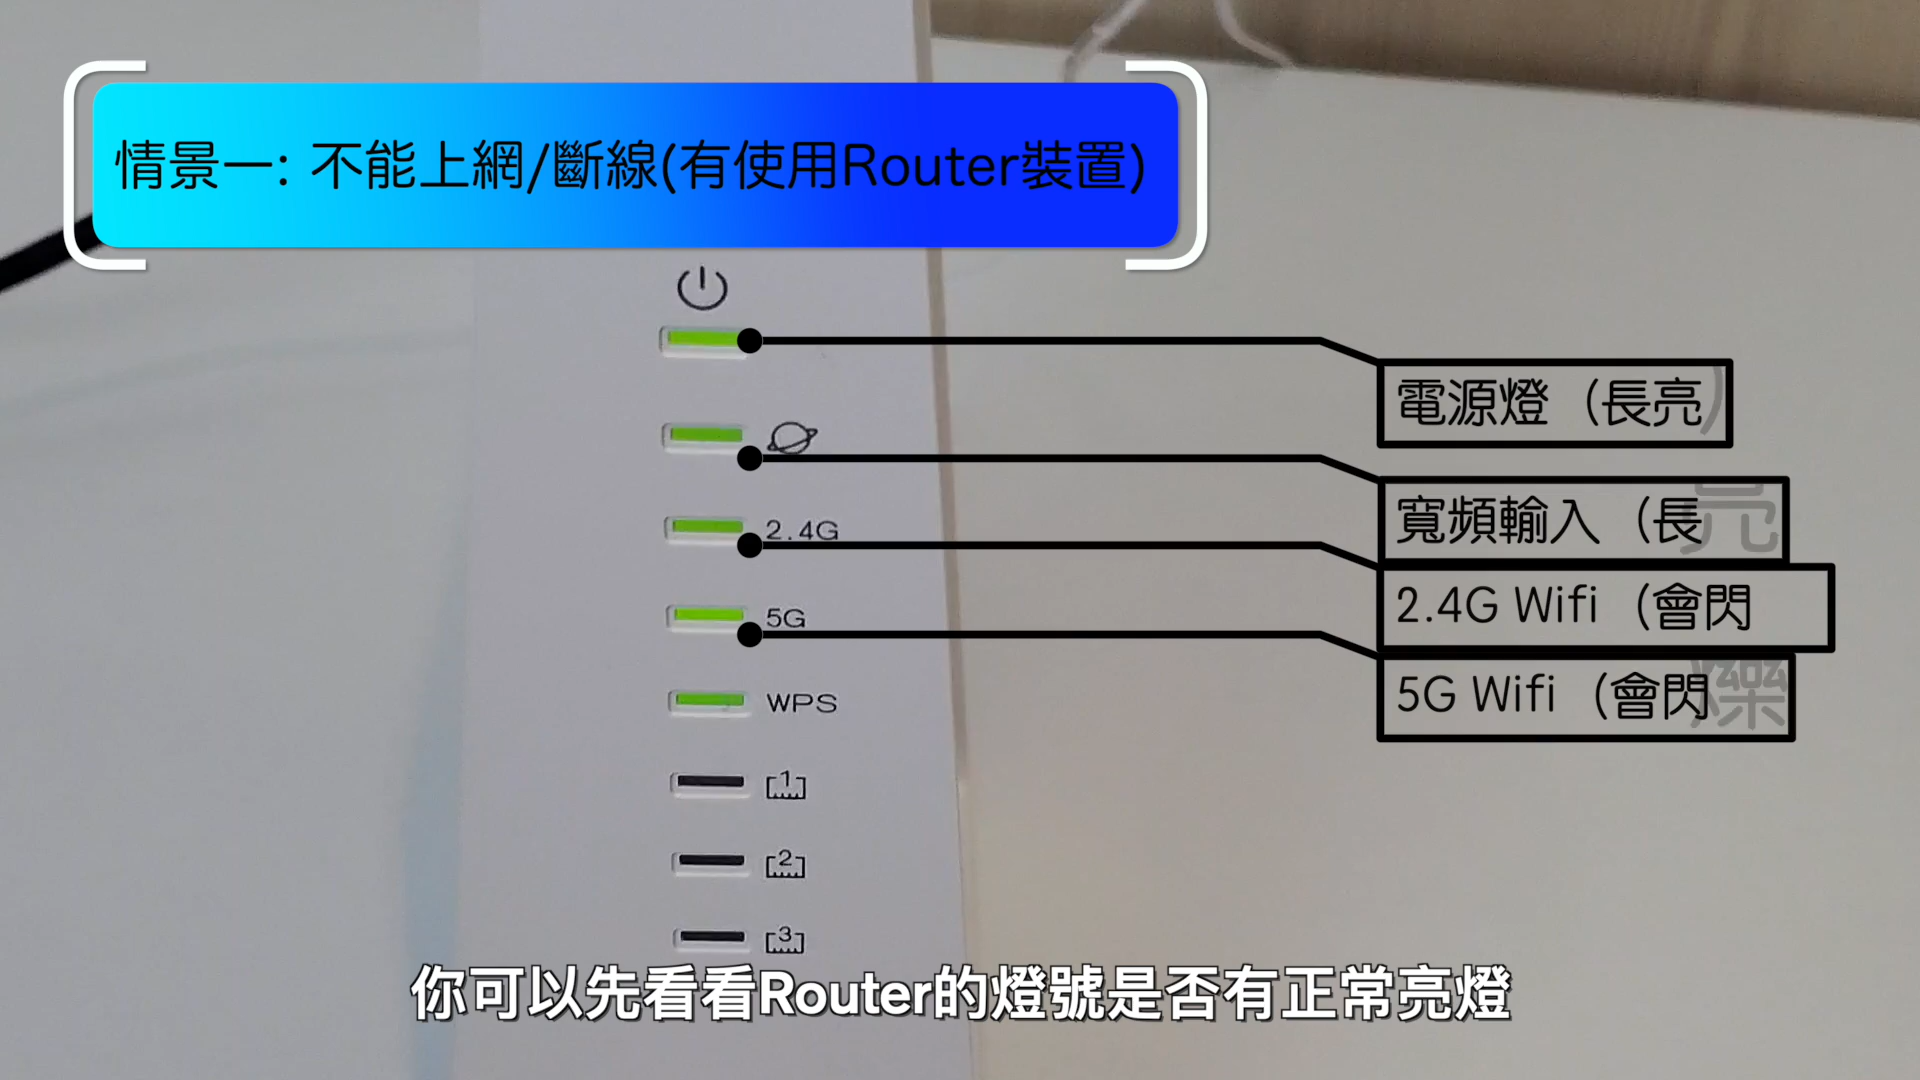 情景一: 不能上網/斷線(有使用Router裝置)
電源燈（長亮）
寬頻輸入（長亮
2.4G
2.4G Wifi（會閃
5G
5G Wifi（會閃爍
WPS
1
2
3
你可以先看看Router的燈號是否有正常亮燈